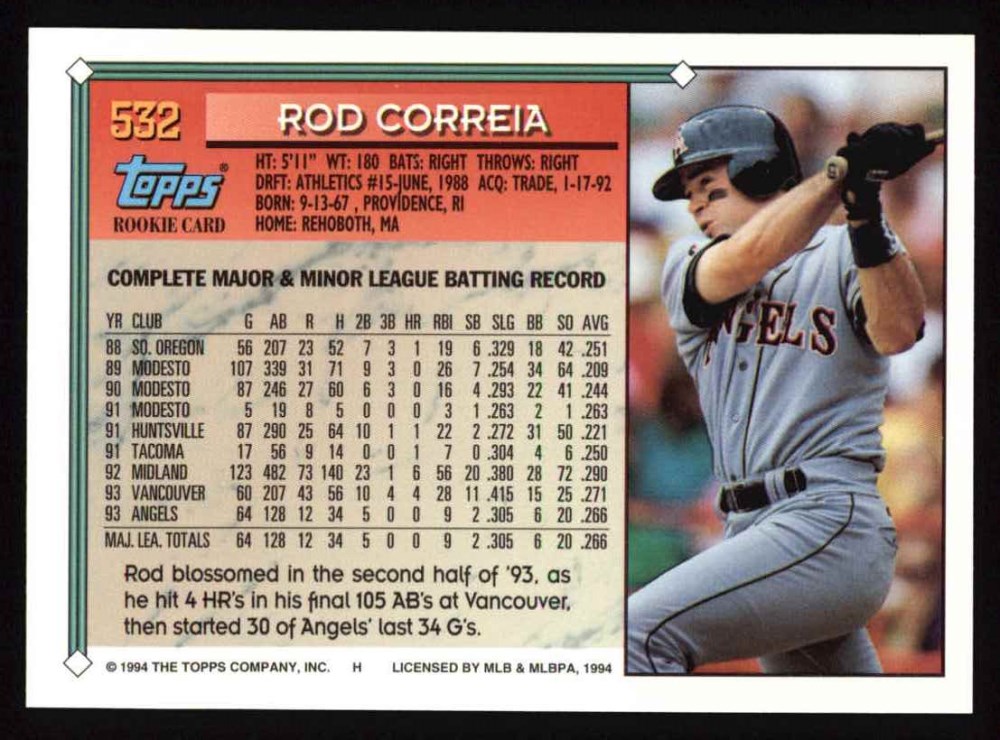 532
ROD CORREIA
Topps®
ROOKIE CARD
HT: 5'11" WT: 180 BATS: RIGHT THROWS: RIGHT
DRFT: ATHLETICS #15-JUNE, 1988 ACQ: TRADE, 1-17-92
BORN: 9-13-67 , PROVIDENCE, RI
HOME: REHOBOTH, MA
COMPLETE MAJOR & MINOR LEAGUE BATTING RECORD
YR CLUB G AB R H 2B 3B HR RBI SB SLG BB SO AVG
88 SO. OREGON 56 207 23 52 7 3 1 19 6 .329 18 42 .251
89 MODESTO 107 339 31 71 9 3 0 26 7 .254 34 64 .209
90 MODESTO 87 246 27 60 6 3 0 16 4 .293 22 41 .244
91 MODESTO 5 19 8 5 0 0 0 3 1 .263 2 1 .263
91 HUNTSVILLE 87 290 25 64 10 1 1 22 2 .272 31 50 .221
91 TACOMA 17 56 9 14 0 0 1 7 0 .304 4 6 .250
92 MIDLAND 123 482 73 140 23 1 6 56 20 .380 28 72 .290
93 VANCOUVER 60 207 43 56 10 4 4 28 11 .415 15 25 .271
93 ANGELS 64 128 12 34 5 0 0 9 2 .305 6 20 .266
MAJ. LEA. TOTALS 64 128 12 34 5 0 0 9 2 .305 6 20 .266
Rod blossomed in the second half of '93, as
he hit 4 HR's in his final 105 AB's at Vancouver,
then started 30 of Angels' last 34 G's.
© 1994 THE TOPPS COMPANY, INC. H LICENSED BY MLB & MLBPA, 1994
ANGELS